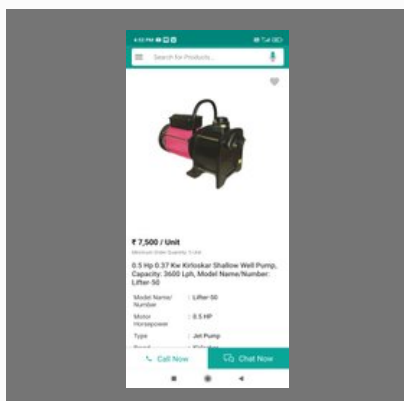 4:02 PM
Search for Products...
₹ 7,500 / Unit
Minimum Order Quantity: 5 Unit
0.5 Hp 0.37 Kw Kirloskar Shallow Well Pump,
Capacity: 3600 Lph, Model Name/Number:
Lifter-50
Model Name/ : Lifter-50
Number
Motor : 0.5 HP
Horsepower
Type : Jet Pump
Call Now
Chat Now